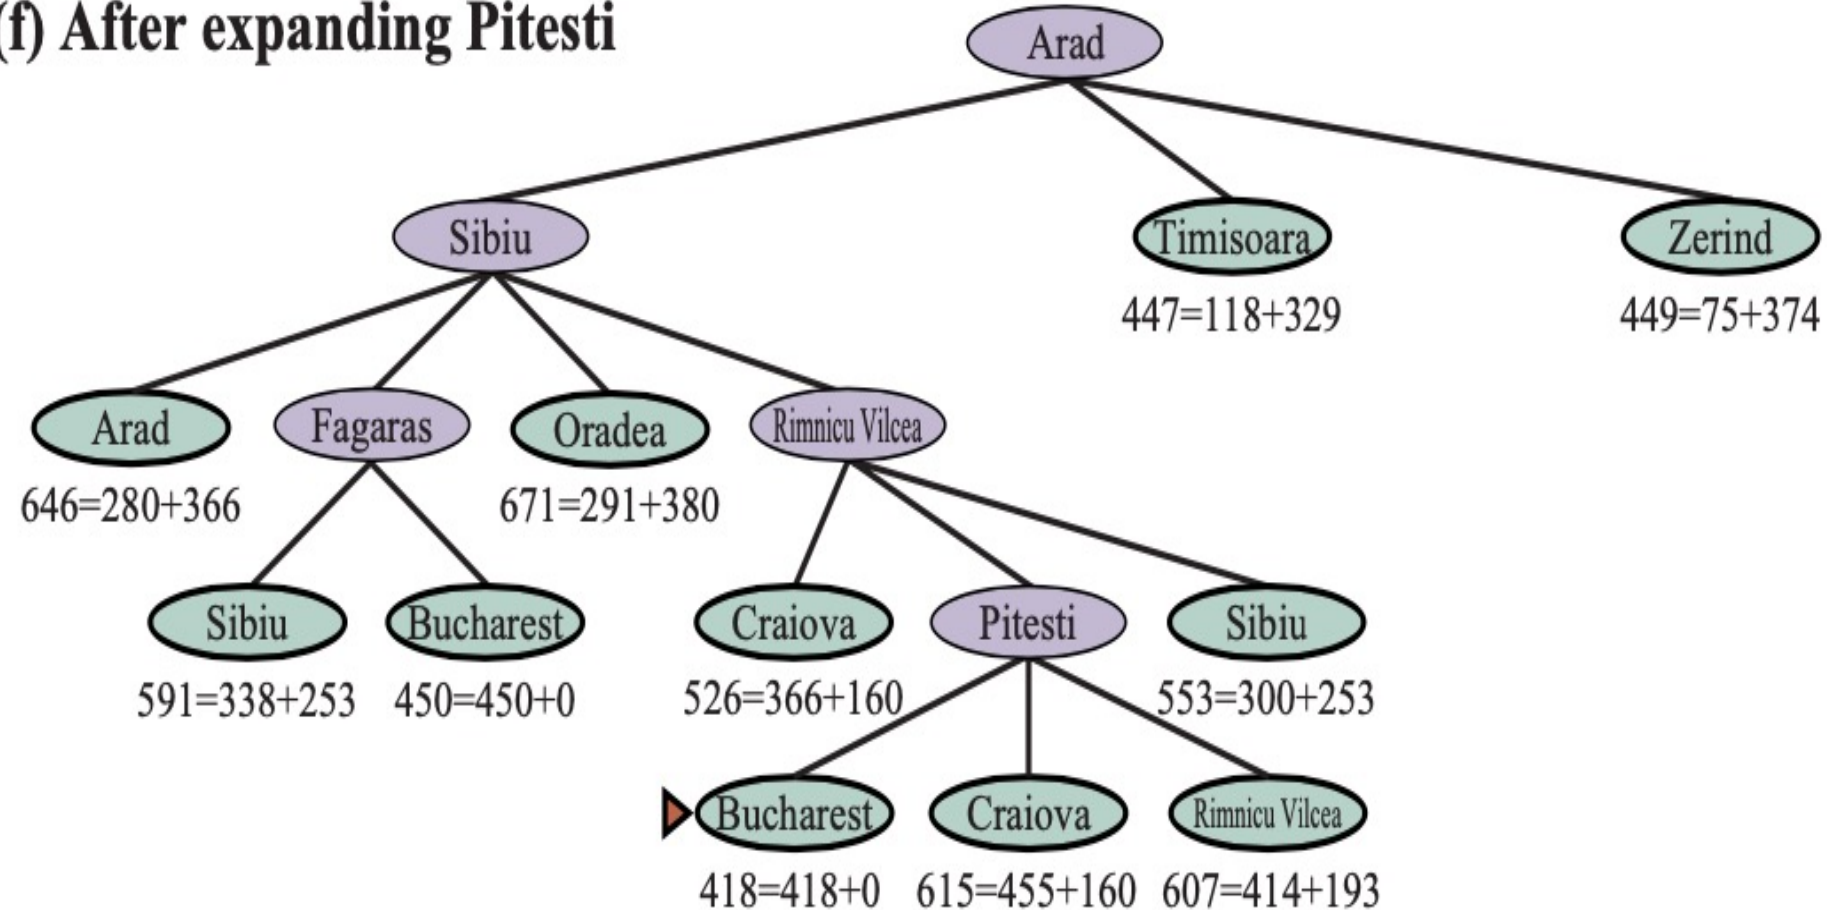 (f) After expanding Pitesti
Arad
Sibiu
Timisoara
Zerind
447=118+329
449=75+374
Arad
Fagaras
Oradea
Rimnicu Vilcea
646=280+366
671=291+380
Sibiu
Bucharest
Craiova
Pitesti
Sibiu
591=338+253
450=450+0
526=366+160
553=300+253
Bucharest
Craiova
Rimnicu Vilcea
418=418+0
615=455+160
607=414+193